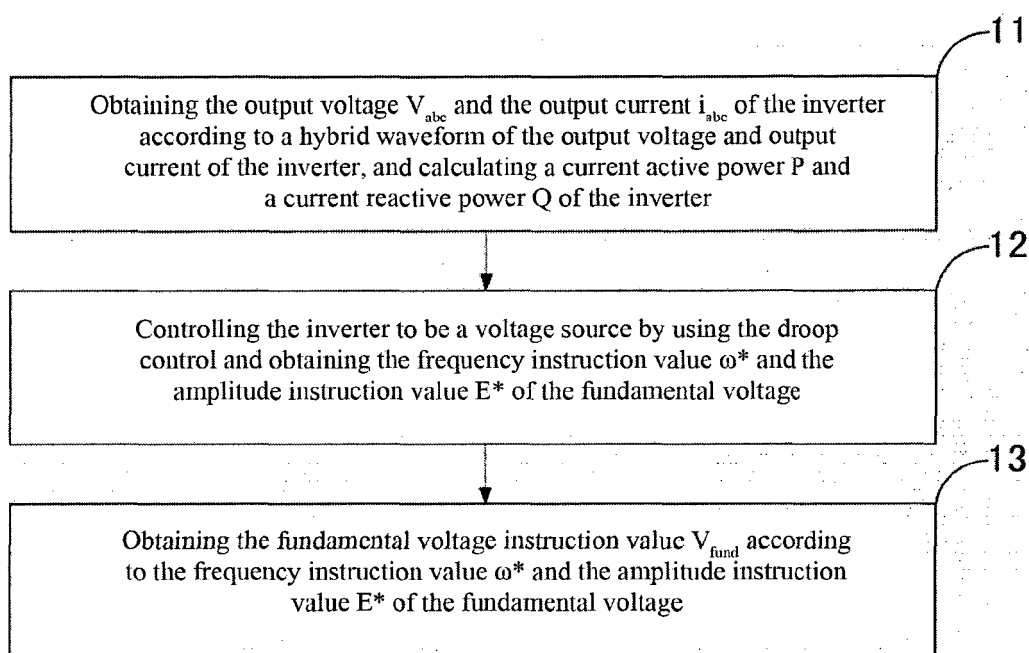 11
Obtaining the output voltage Vabc and the output current iabc of the inverter
according to a hybrid waveform of the output voltage and output
current of the inverter, and calculating a current active power P and
a current reactive power Q of the inverter
12
Controlling the inverter to be a voltage source by using the droop
control and obtaining the frequency instruction value ω* and the
amplitude instruction value E* of the fundamental voltage
13
Obtaining the fundamental voltage instruction value Vfund according
to the frequency instruction value ω* and the amplitude instruction
value E* of the fundamental voltage